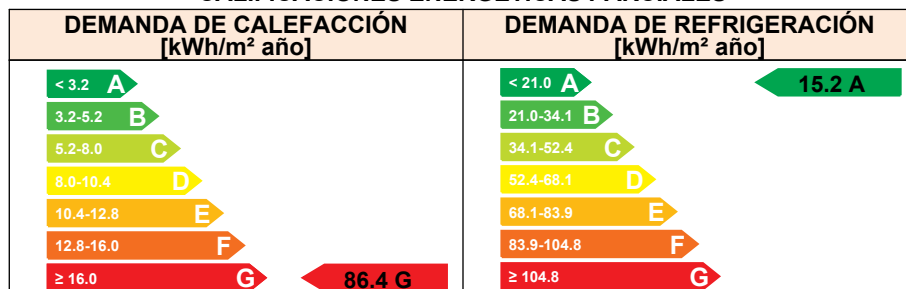 CALIFICACIONES ENERGÉTICAS PARCIALES
DEMANDA DE CALEFACCIÓN
[kWh/m² año]
< 3.2 A
3.2-5.2 B
5.2-8.0 C
8.0-10.4 D
10.4-12.8 E
12.8-16.0 F
≥ 16.0 G
86.4 G
DEMANDA DE REFRIGERACIÓN
[kWh/m² año]
< 21.0 A
15.2 A
21.0-34.1 B
34.1-52.4 C
52.4-68.1 D
68.1-83.9 E
83.9-104.8 F
≥ 104.8 G